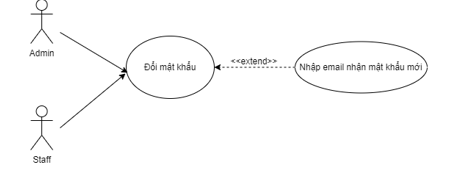 Admin
Đổi mật khẩu
<<extend>>
Nhập email nhận mật khẩu mới
Staff